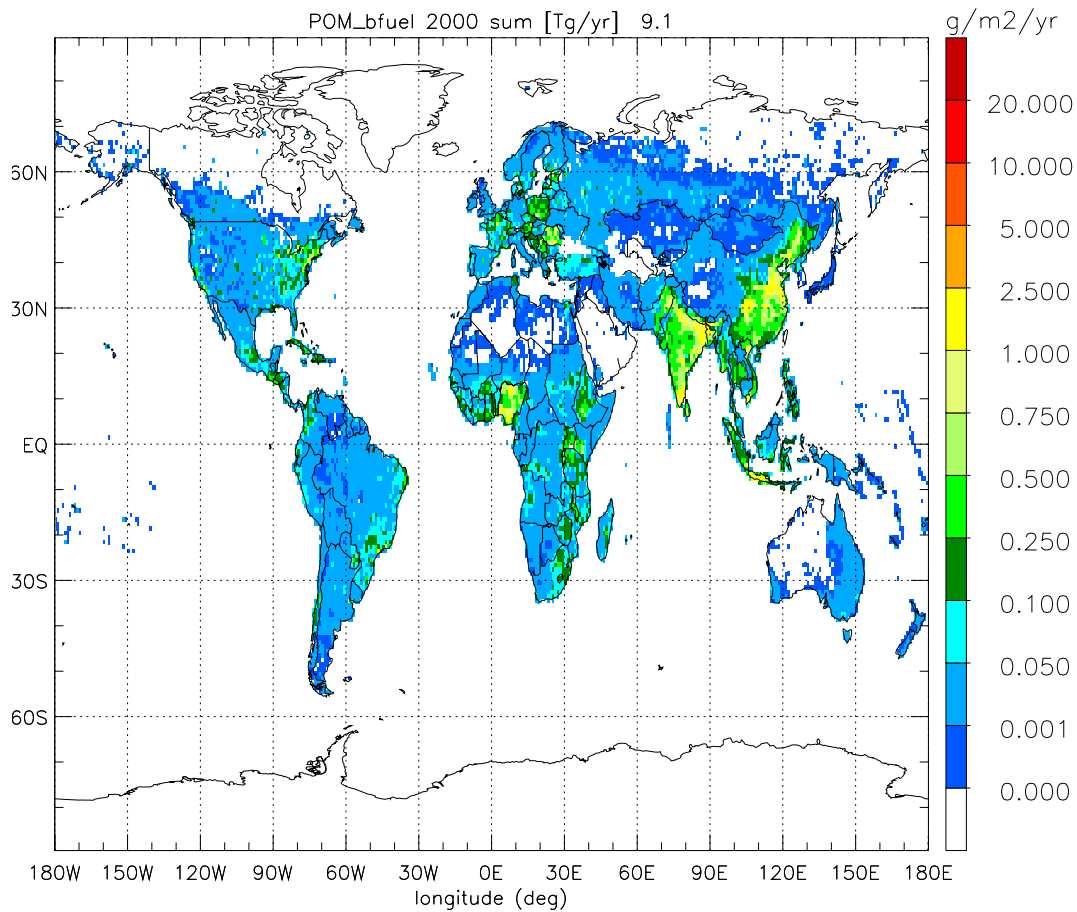 POM_bfuel 2000 sum [Tg/yr] 9.1
g/m2/yr
20.000
10.000
5.000
2.500
1.000
0.750
0.500
0.250
0.100
0.050
0.001
0.000
60N
30N
EQ
30S
60S
180W 150W 120W 90W 60W 30W 0E 30E 60E 90E 120E 150E 180E
longitude (deg)